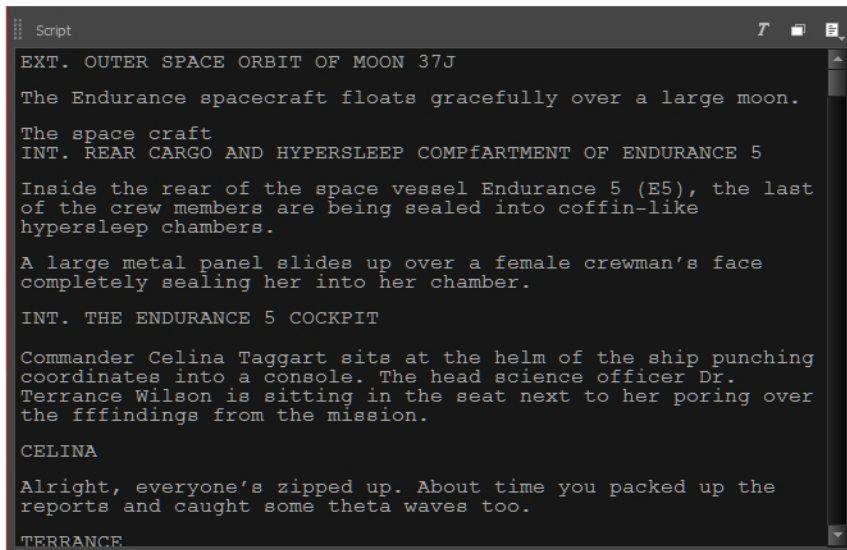 Script
EXT. OUTER SPACE ORBIT OF MOON 37J
The Endurance spacecraft floats gracefully over a large moon.
The space craft
INT. REAR CARGO AND HYPERSLEEP COMPfARTMENT OF ENDURANCE 5
Inside the rear of the space vessel Endurance 5 (E5), the last
of the crew members are being sealed into coffin-like
hypersleep chambers.
A large metal panel slides up over a female crewman's face
completely sealing her into her chamber.
INT. THE ENDURANCE 5 COCKPIT
Commander Celina Taggart sits at the helm of the ship punching
coordinates into a console. The head science officer Dr.
Terrance Wilson is sitting in the seat next to her poring over
the fffindings from the mission.
CELINA
Alright, everyone's zipped up. About time you packed up the
reports and caught some theta waves too.
TERRANCE